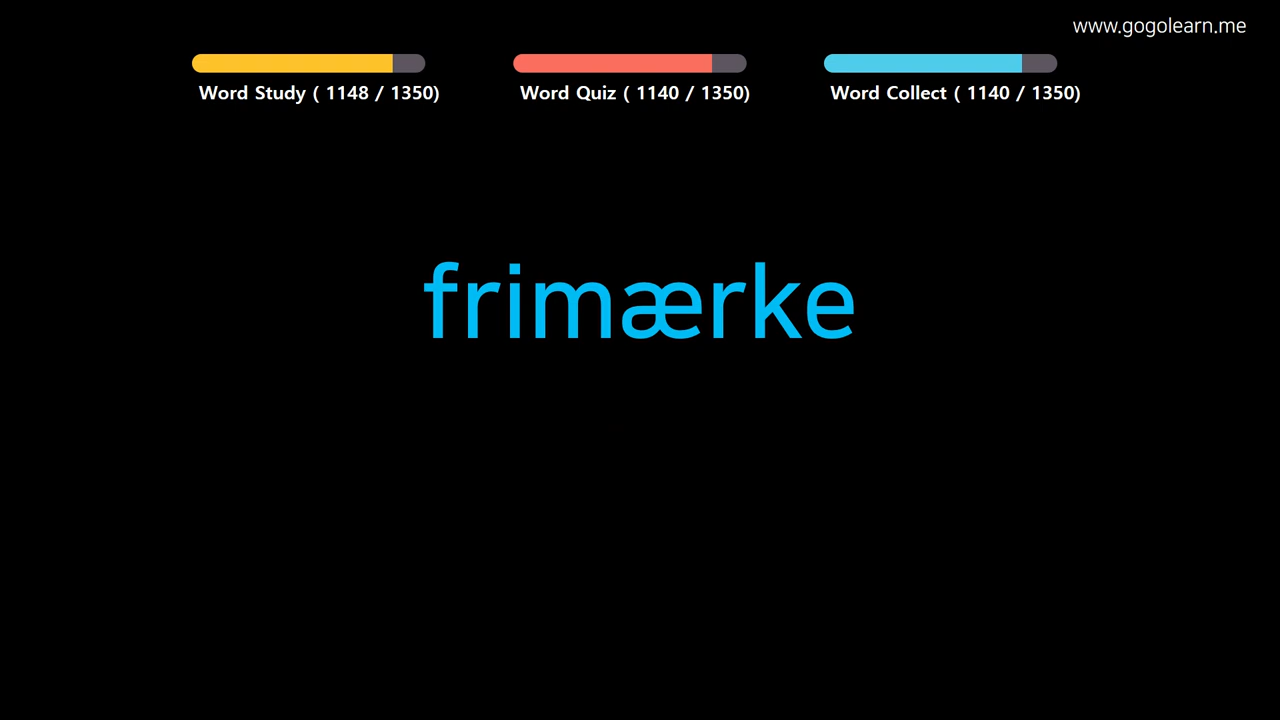 www.gogolearn.me
Word Study ( 1148 / 1350)
Word Quiz ( 1140 / 1350)
Word Collect ( 1140 / 1350)
frimærke